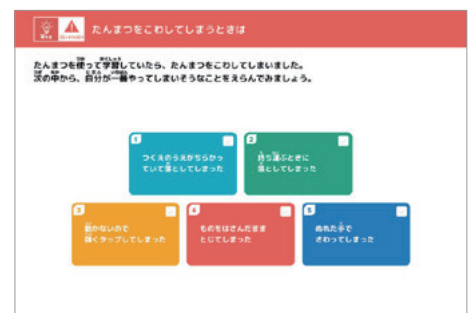 たんまつをこわしてしまうときは
たんまつを使って学習していたら、たんまつをこわしてしまいました。
次の中から、自分が一番やってしまいそうなことをえらんでみましょう。
1
つくえのうえがちらかっ
ていて落としてしまった
2
持ち運ぶときに
落としてしまった
3
動かないので
強くタップしてしまった
4
ものをはさんだまま
とじてしまった
5
ぬれた手で
さわってしまった